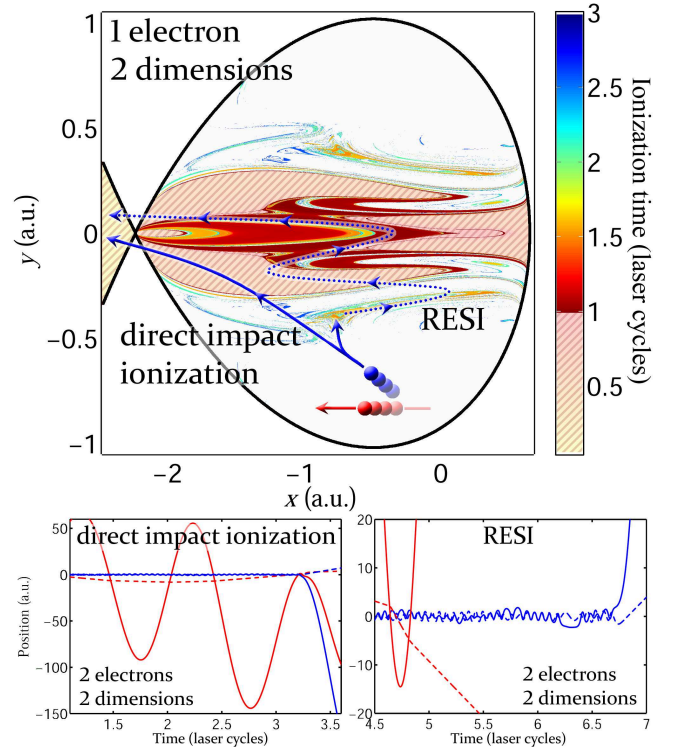 1 electron
2 dimensions
1
0.5
0
−0.5
−1
y (a.u.)
−2
−1
0
x (a.u.)
direct impact
ionization
RESI
3
2.5
2
1.5
1
0.5
Ionization time (laser cycles)
direct impact ionization
50
0
−50
−100
−150
Position (a.u.)
2 electrons
2 dimensions
1.5
2
2.5
3
3.5
Time (laser cycles)
RESI
20
10
0
−10
−20
2 electrons
2 dimensions
4.5
5
5.5
6
6.5
7
Time (laser cycles)